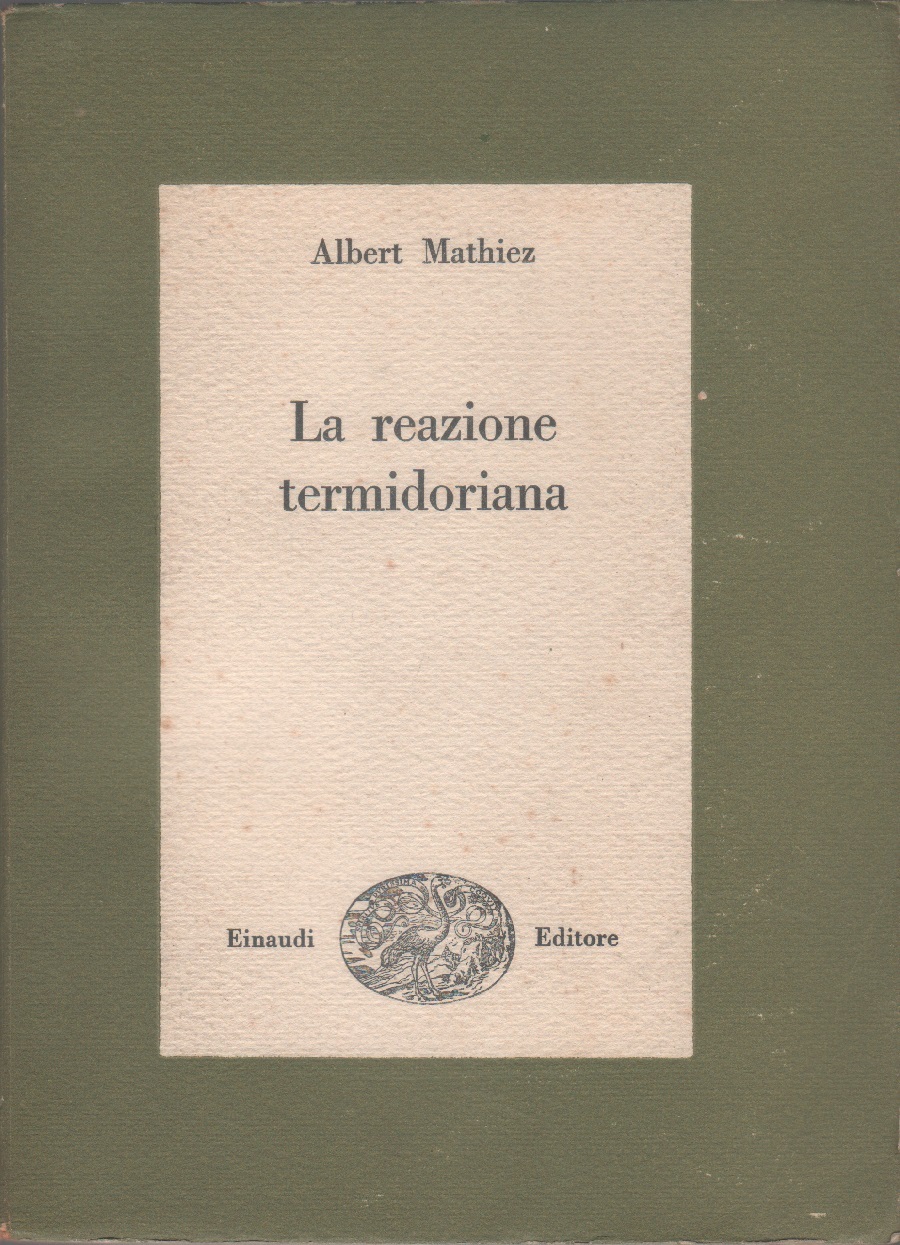 Albert Mathiez
La reazione
termidoriana
Einaudi Editore